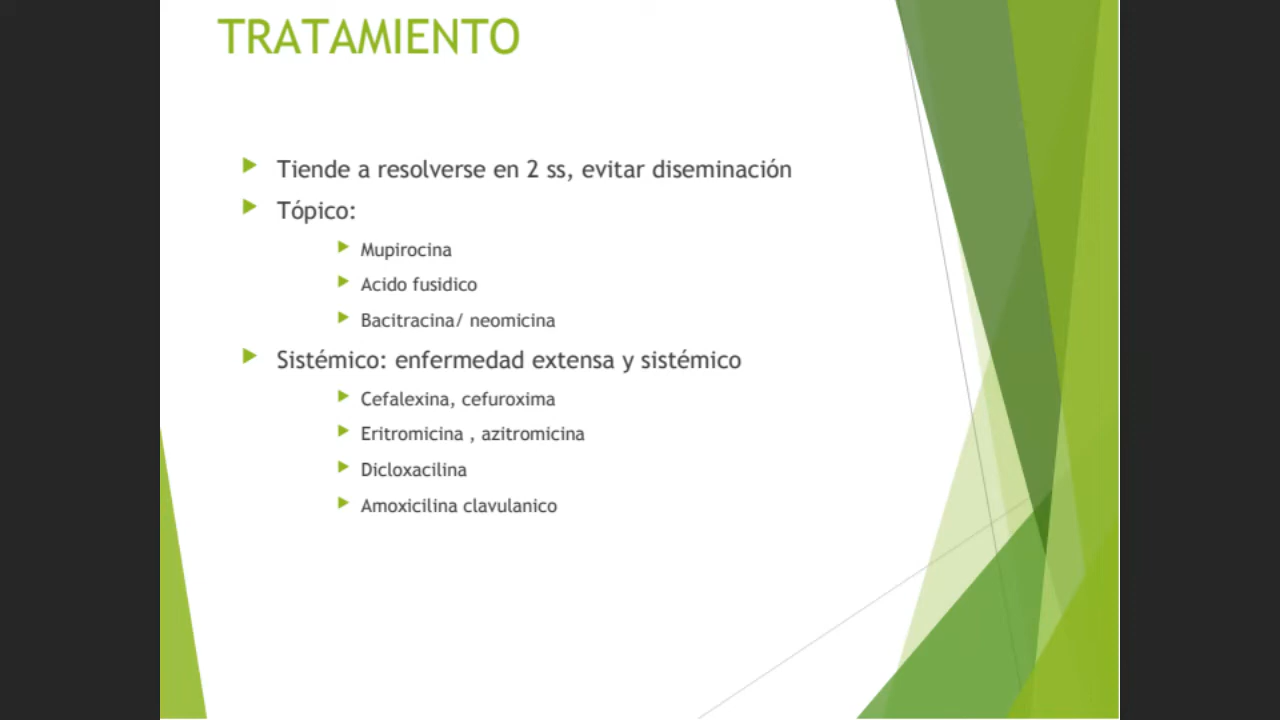 TRATAMIENTO
Tiende a resolverse en 2 ss, evitar diseminación
Tópico:
Mupirocina
Acido fusidico
Bacitracina/ neomicina
Sistémico: enfermedad extensa y sistémico
Cefalexina, cefuroxima
Eritromicina , azitromicina
Dicloxacilina
Amoxicilina clavulanico